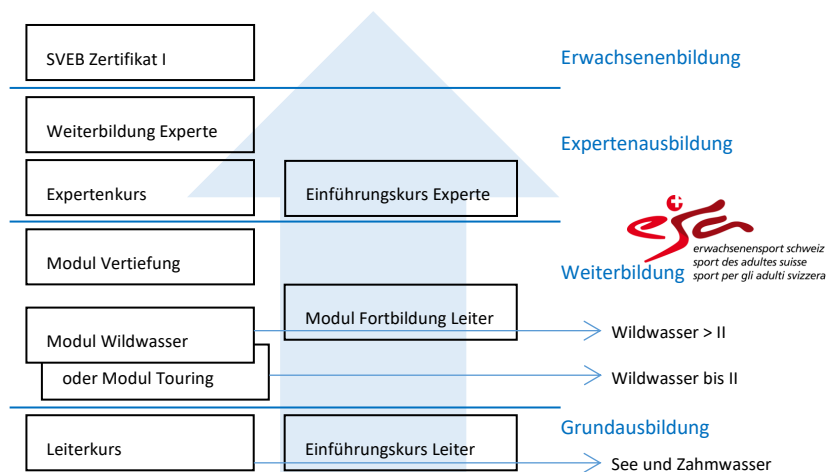 SVEB Zertifikat I
Erwachsenenbildung
Weiterbildung Experte
Expertenausbildung
Expertenkurs
Einführungskurs Experte
esa
erwachsenensport schweiz
sport des adultes suisse
sport per gli adulti svizzera
Modul Vertiefung
Weiterbildung
Modul Fortbildung Leiter
Modul Wildwasser
Wildwasser > II
oder Modul Touring
Wildwasser bis II
Grundausbildung
Leiterkurs
Einführungskurs Leiter
See und Zahmwasser